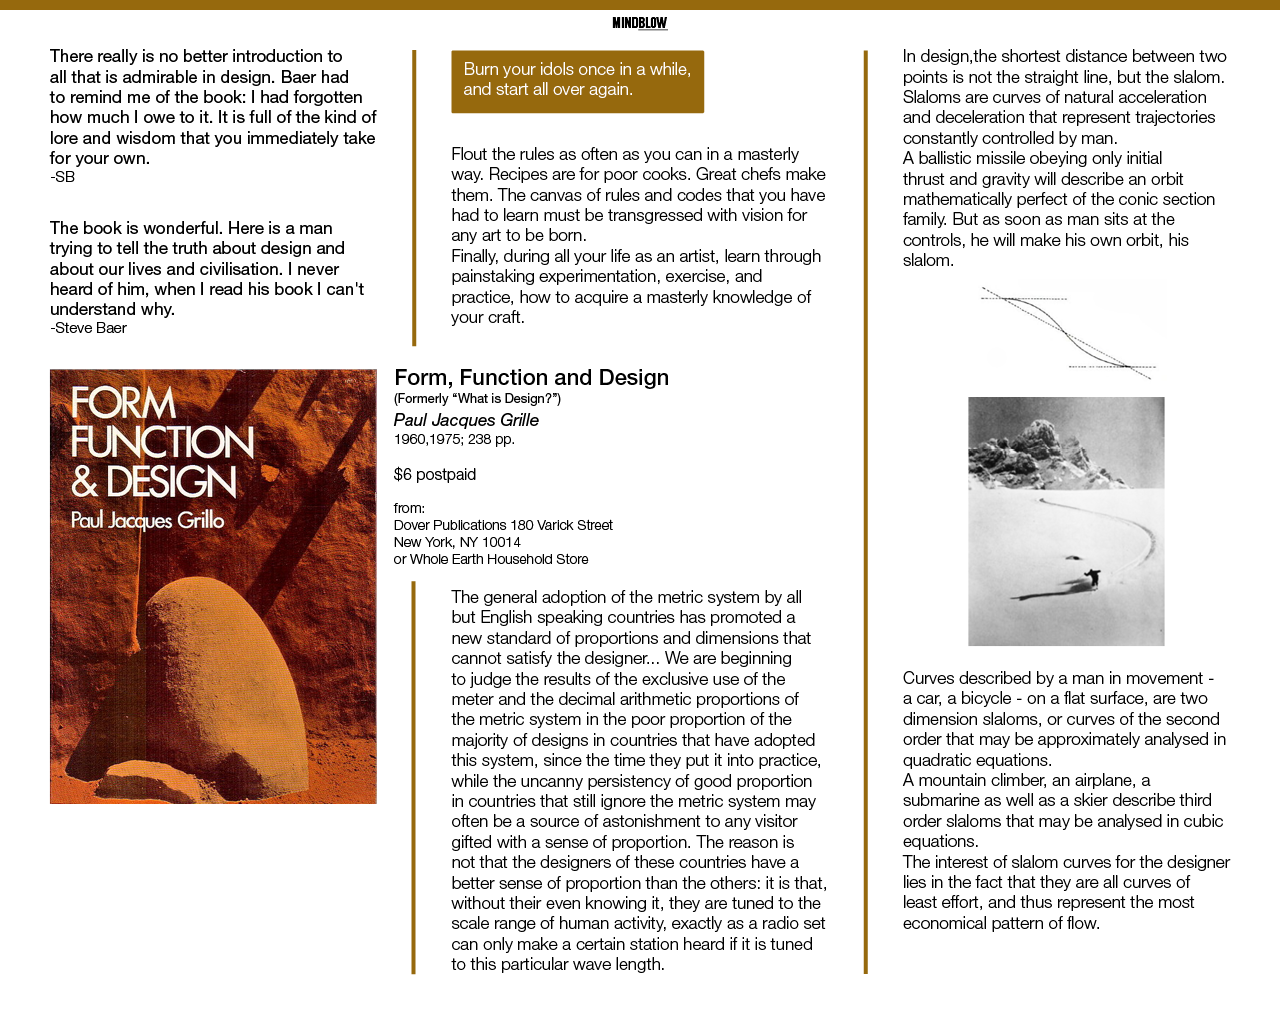 MINDBLOW
There really is no better introduction to
all that is admirable in design. Baer had
to remind me of the book: I had forgotten
how much I owe to it. It is full of the kind of
lore and wisdom that you immediately take
for your own.
-SB
The book is wonderful. Here is a man
trying to tell the truth about design and
about our lives and civilisation. I never
heard of him, when I read his book I can't
understand why.
-Steve Baer
FORM
FUNCTION
& DESIGN
Paul Jacques Grillo
Burn your idols once in a while,
and start all over again.
Flout the rules as often as you can in a masterly
way. Recipes are for poor cooks. Great chefs make
them. The canvas of rules and codes that you have
had to learn must be transgressed with vision for
any art to be born.
Finally, during all your life as an artist, learn through
painstaking experimentation, exercise, and
practice, how to acquire a masterly knowledge of
your craft.
Form, Function and Design
(Formerly “What is Design?”)
Paul Jacques Grille
1960,1975; 238 pp.
$6 postpaid
from:
Dover Publications 180 Varick Street
New York, NY 10014
or Whole Earth Household Store
The general adoption of the metric system by all
but English speaking countries has promoted a
new standard of proportions and dimensions that
cannot satisfy the designer... We are beginning
to judge the results of the exclusive use of the
meter and the decimal arithmetic proportions of
the metric system in the poor proportion of the
majority of designs in countries that have adopted
this system, since the time they put it into practice,
while the uncanny persistency of good proportion
in countries that still ignore the metric system may
often be a source of astonishment to any visitor
gifted with a sense of proportion. The reason is
not that the designers of these countries have a
better sense of proportion than the others: it is that,
without their even knowing it, they are tuned to the
scale range of human activity, exactly as a radio set
can only make a certain station heard if it is tuned
to this particular wave length.
In design,the shortest distance between two
points is not the straight line, but the slalom.
Slaloms are curves of natural acceleration
and deceleration that represent trajectories
constantly controlled by man.
A ballistic missile obeying only initial
thrust and gravity will describe an orbit
mathematically perfect of the conic section
family. But as soon as man sits at the
controls, he will make his own orbit, his
slalom.
Curves described by a man in movement -
a car, a bicycle - on a flat surface, are two
dimension slaloms, or curves of the second
order that may be approximately analysed in
quadratic equations.
A mountain climber, an airplane, a
submarine as well as a skier describe third
order slaloms that may be analysed in cubic
equations.
The interest of slalom curves for the designer
lies in the fact that they are all curves of
least effort, and thus represent the most
economical pattern of flow.